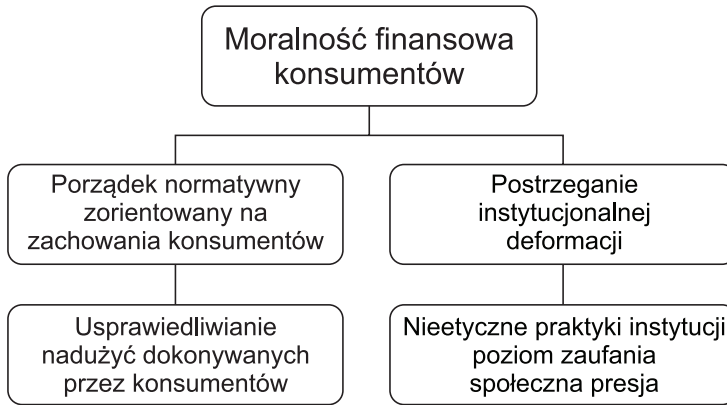 Moralność finansowa
konsumentów
Porządek normatywny
zorientowany na
zachowania konsumentów
Postrzeganie
instytucjonalnej
deformacji
Usprawiedliwianie
nadużyć dokonywanych
przez konsumentów
Nieetyczne praktyki instytucji
poziom zaufania
społeczna presja